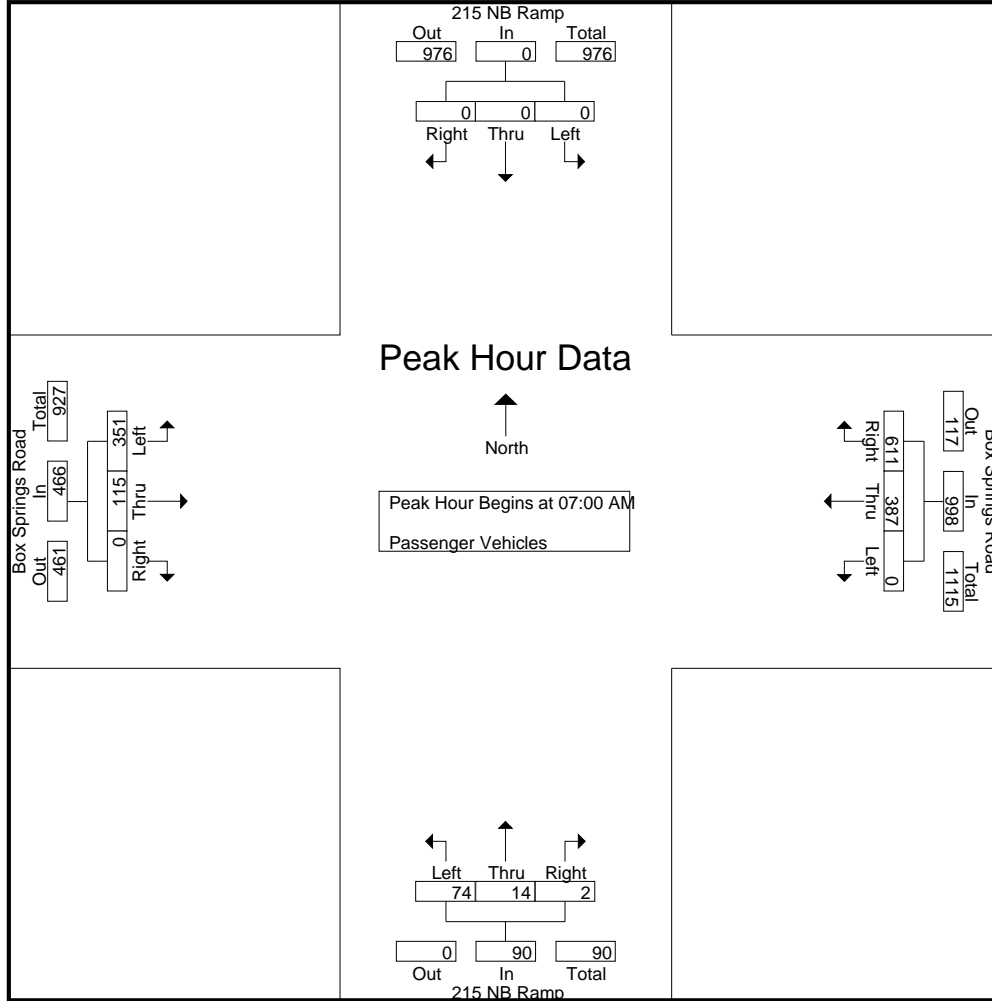 215 NB Ramp
Out In Total
976 0 976
0 0 0
Right Thru Left
Peak Hour Data
North
Peak Hour Begins at 07:00 AM
Passenger Vehicles
Box Springs Road
Total In Out
927 466 461
351 115 0
Left Thru Right
Box Springs Road
Out In Total
117 998 1115
611 387 0
Right Thru Left
Left Thru Right
74 14 2
0 90 90
Out In Total
215 NB Ramp